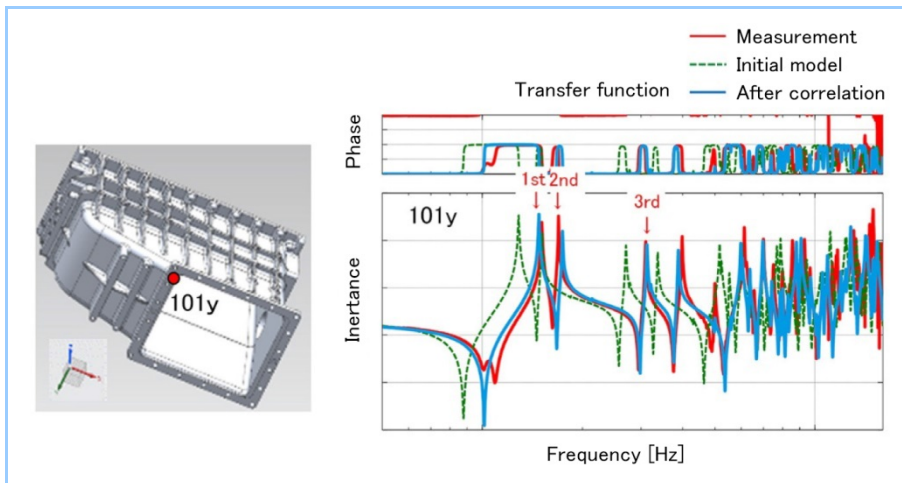 Measurement
Initial model
Transfer function
After correlation
Phase
1st 2nd
3rd
101y
101y
Inertance
Frequency [Hz]